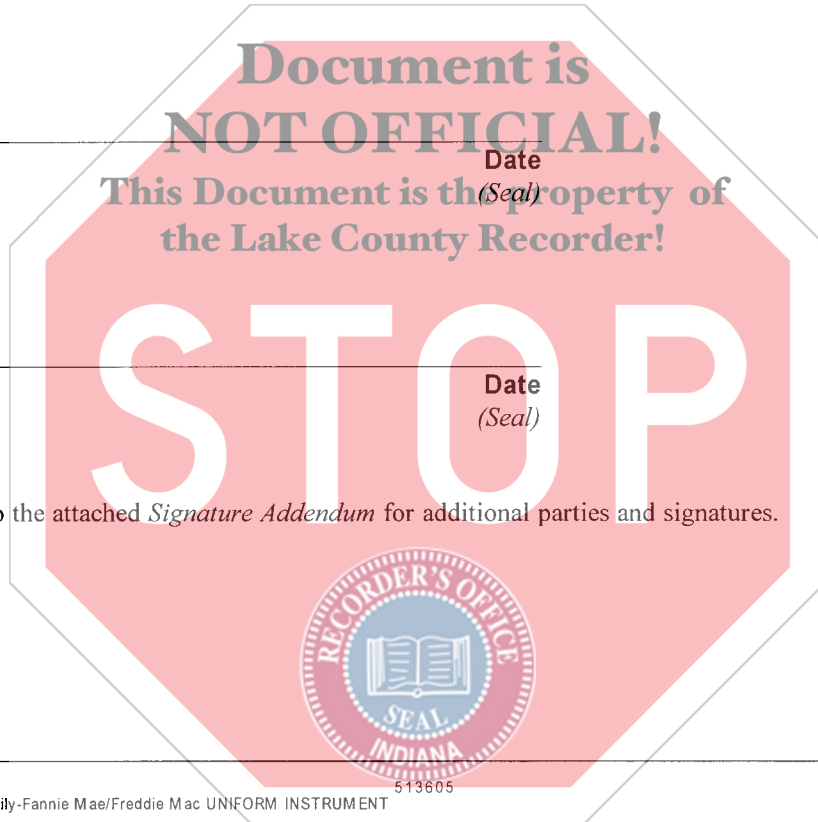 Document is
NOT OFFICIAL!
Date
This Document is the property of
(Seal)
the Lake County Recorder!
STOP
Date
(Seal)
the attached Signature Addendum for additional parties and signatures.
RECORDER'S OFFICE
SEAL
INDIANA
513605
ily-Fannie Mae/Freddie Mac UNIFORM INSTRUMENT